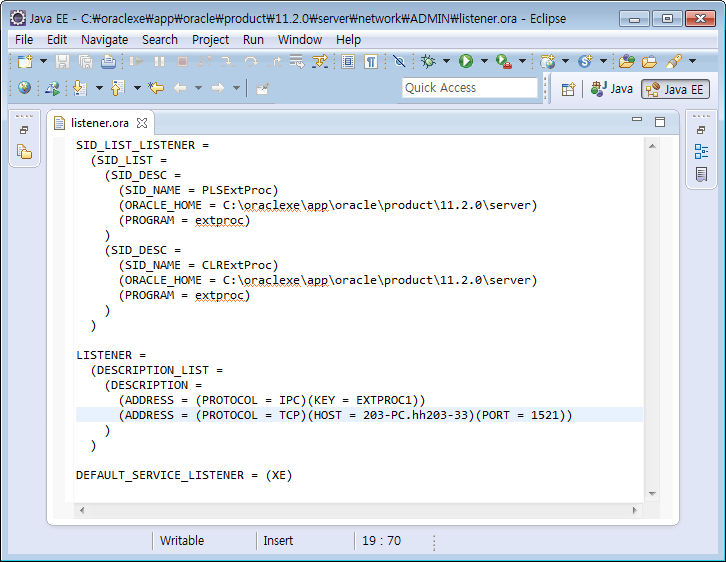 Java EE - C:₩oraclexe₩app₩oracle₩product₩11.2.0₩server₩network₩ADMIN₩listener.ora - Eclipse
File Edit Navigate Search Project Run Window Help
Quick Access
Java
Java EE
listener.ora
SID_LIST_LISTENER =
  (SID_LIST =
    (SID_DESC =
      (SID_NAME = PLSExtProc)
      (ORACLE_HOME = C:\oraclexe\app\oracle\product\11.2.0\server)
      (PROGRAM = extproc)
    )
    (SID_DESC =
      (SID_NAME = CLRExtProc)
      (ORACLE_HOME = C:\oraclexe\app\oracle\product\11.2.0\server)
      (PROGRAM = extproc)
    )
  )
LISTENER =
  (DESCRIPTION_LIST =
    (DESCRIPTION =
      (ADDRESS = (PROTOCOL = IPC)(KEY = EXTPROC1))
      (ADDRESS = (PROTOCOL = TCP)(HOST = 203-PC.hh203-33)(PORT = 1521))
    )
  )
DEFAULT_SERVICE_LISTENER = (XE)
Writable Insert 19 : 70